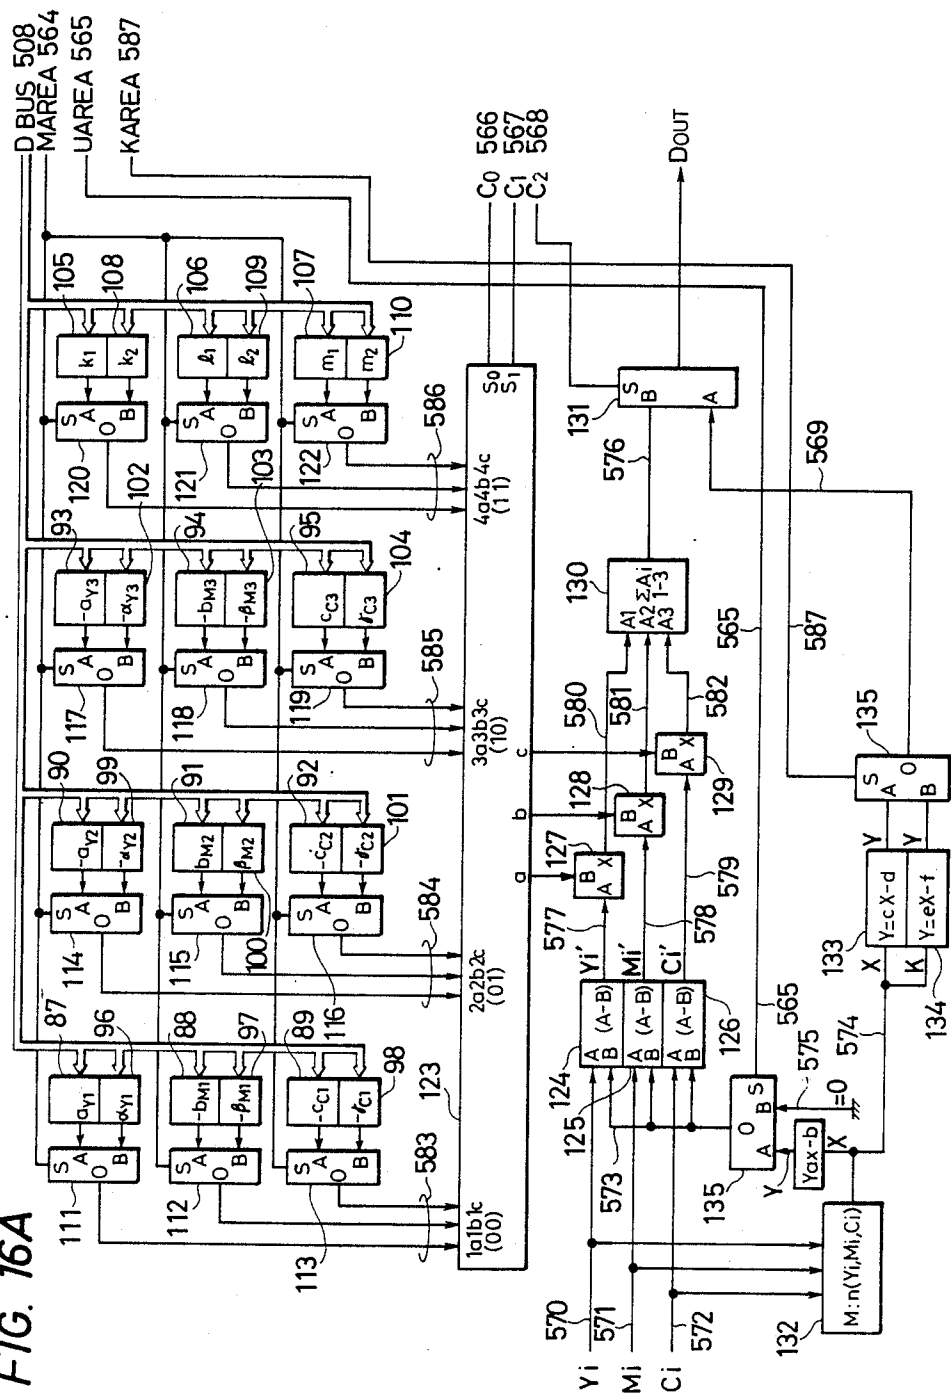 FIG. 16A
D BUS 508
MAREA 564
UAREA 565
KAREA 587
87
96
88
97
89
98
90
99
91
100
92
101
93
102
94
103
95
104
105
108
106
109
107
110
aY1
αY1
-bM1
-βM1
-cC1
-γC1
-aY2
-αY2
bM2
βM2
-cC2
-γC2
-aY3
-αY3
-bM3
-βM3
cC3
γC3
k1
k2
l1
l2
m1
m2
S A O B
111
S A O B
112
S A O B
113
S A O B
114
S A O B
115
S A O B
116
S A O B
117
S A O B
118
S A O B
119
S A O B
120
S A O B
121
S A O B
122
583
584
585
586
123
1a1b1c
(00)
2a2b2c
(01)
3a3b3c
(10)
4a4b4c
(11)
S0
S1
C0 566
C1 567
C2 568
a
b
c
570
571
572
Yi
Mi
Ci
124
125
126
A B (A-B)
A B (A-B)
A B (A-B)
Yi'
Mi'
Ci'
573
577
578
579
B A X
127
B A X
128
B A X
129
580
581
582
130
A1
A2
A3
ΣAi
1-3
576
131
S
B
A
DOUT
569
565
587
132
M:n(Yi,Mi,Ci)
X
Yax-b
Y
135
A O B S
=0
575
565
574
X
K
133
Y=cX-d
Y=eX-f
134
Y
Y
S
A
O
B
135